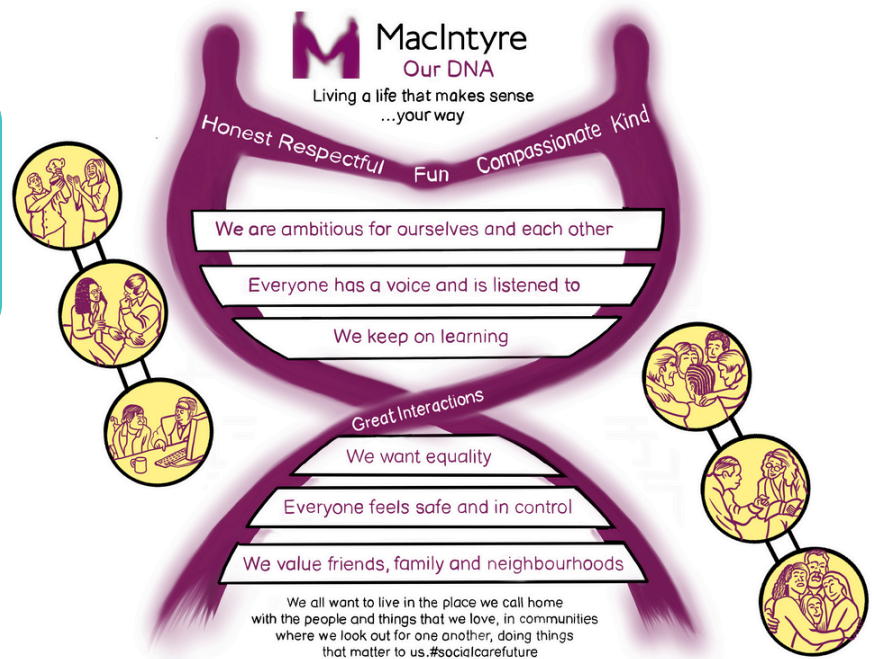 MacIntyre
Our DNA
Living a life that makes sense
...your way
Honest Respectful Fun Compassionate Kind
We are ambitious for ourselves and each other
Everyone has a voice and is listened to
We keep on learning
Great Interactions
We want equality
Everyone feels safe and in control
We value friends, family and neighbourhoods
We all want to live in the place we call home
with the people and things that we love, in communities
where we look out for one another, doing things
that matter to us.#socialcarefuture